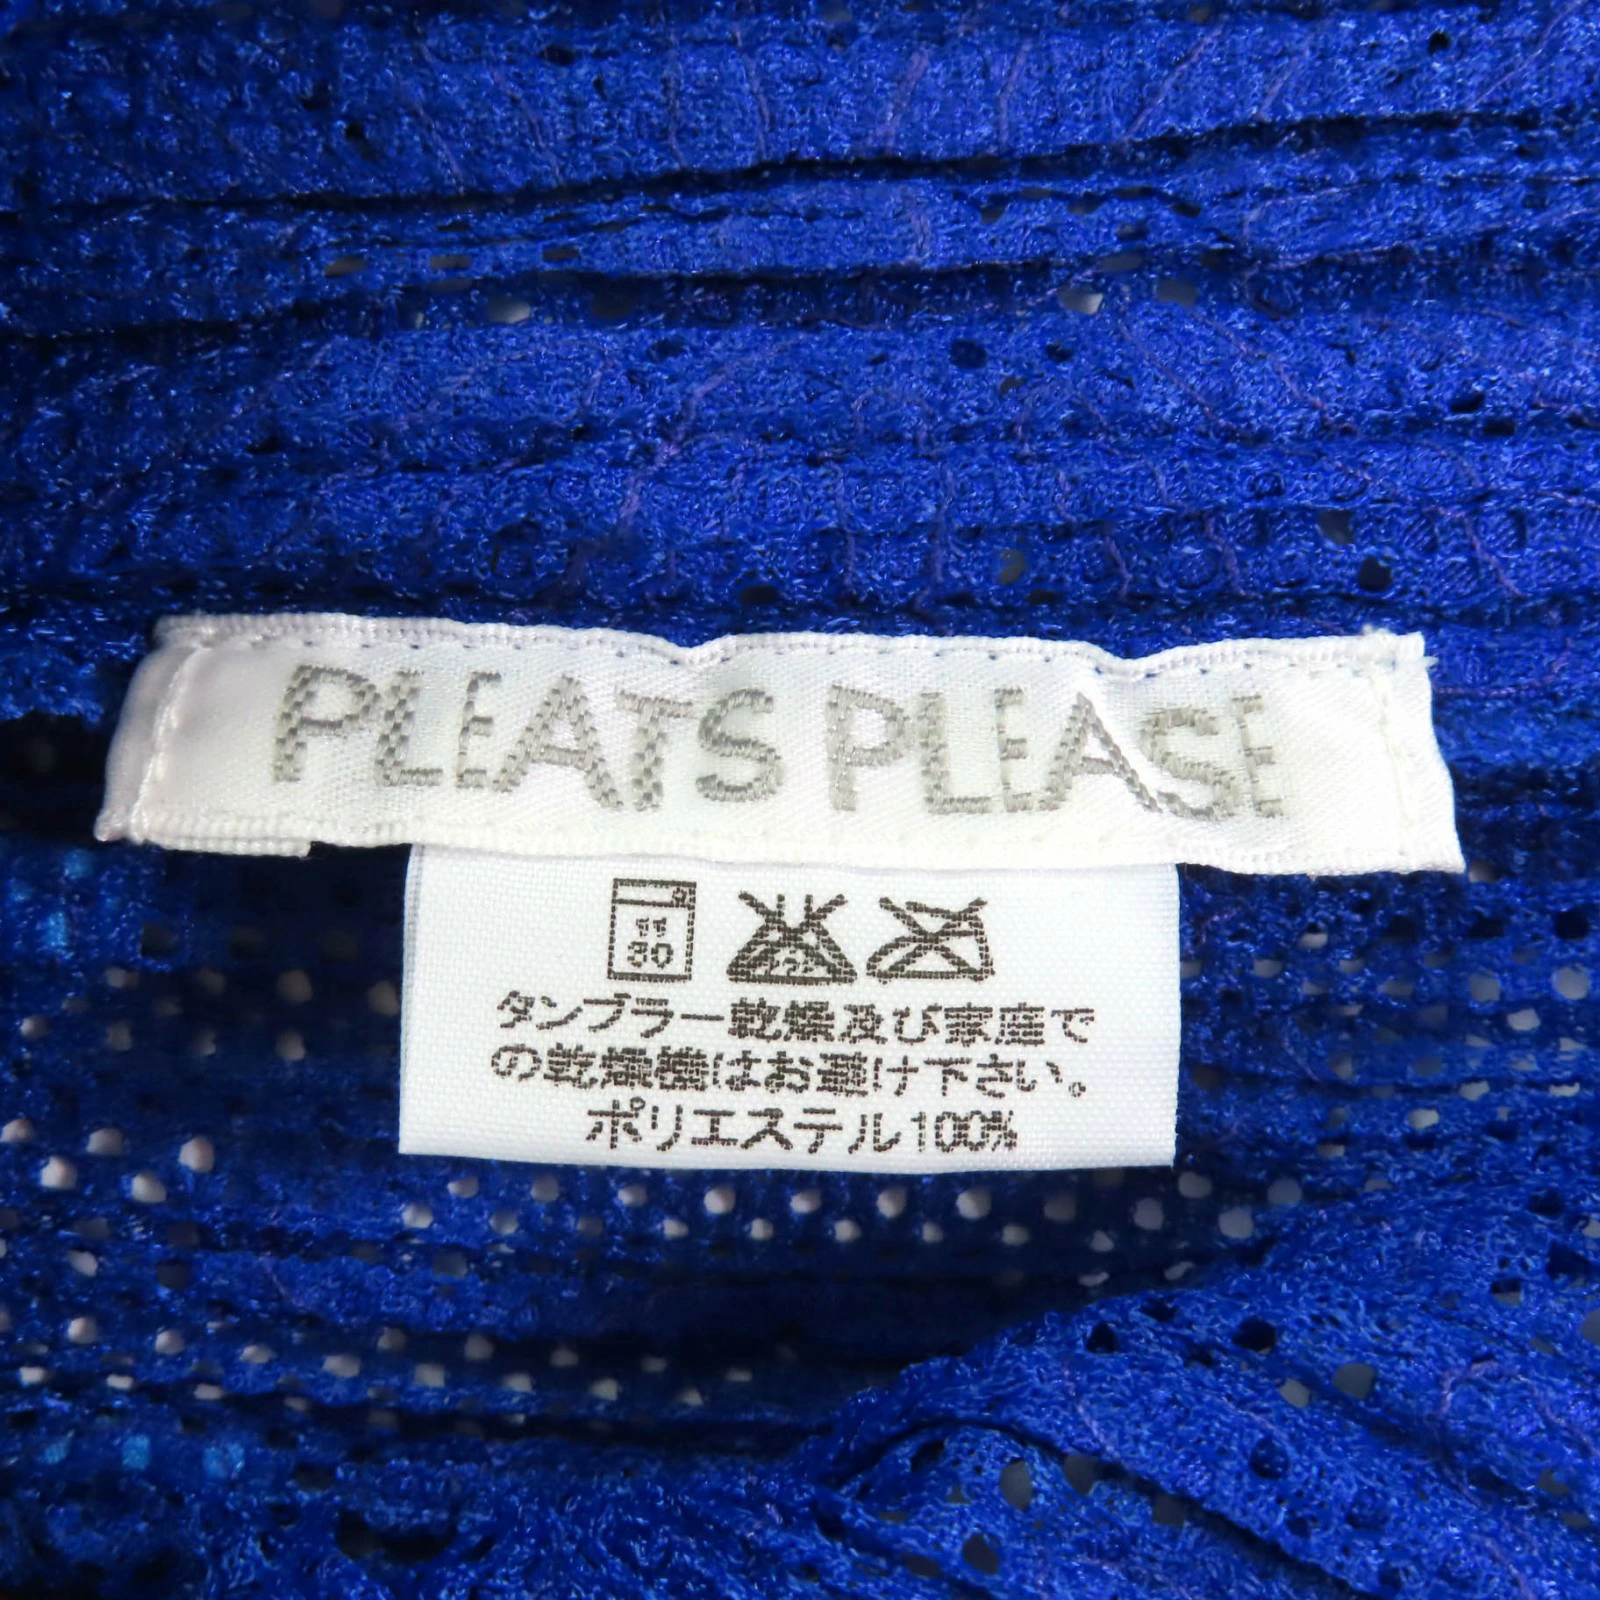 PLEATS PLEASE
30
タンブラー乾燥及び家庭で
の乾燥機はお避け下さい。
ポリエステル100%